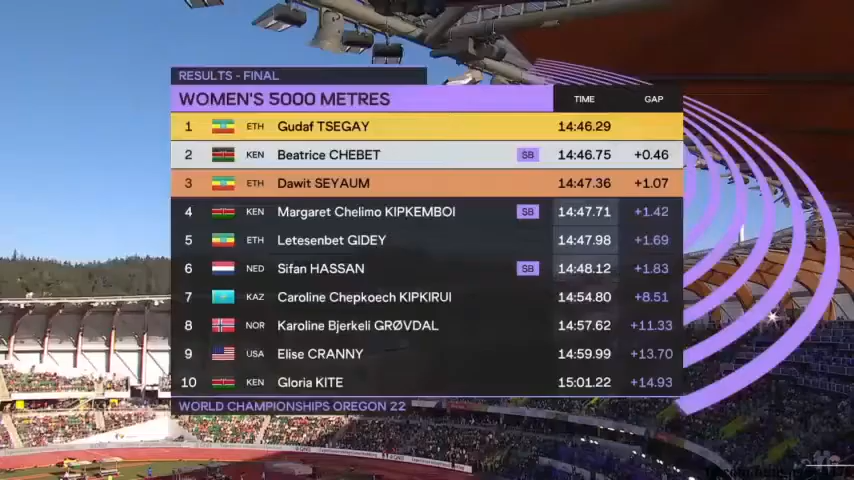 RESULTS - FINAL
WOMEN'S 5000 METRES TIME GAP
1 ETH Gudaf TSEGAY 14:46.29
2 KEN Beatrice CHEBET SB 14:46.75 +0.46
3 ETH Dawit SEYAUM 14:47.36 +1.07
4 KEN Margaret Chelimo KIPKEMBOI SB 14:47.71 +1.42
5 ETH Letesenbet GIDEY 14:47.98 +1.69
6 NED Sifan HASSAN SB 14:48.12 +1.83
7 KAZ Caroline Chepkoech KIPKIRUI 14:54.80 +8.51
8 NOR Karoline Bjerkeli GRØVDAL 14:57.62 +11.33
9 USA Elise CRANNY 14:59.99 +13.70
10 KEN Gloria KITE 15:01.22 +14.93
WORLD CHAMPIONSHIPS OREGON 22